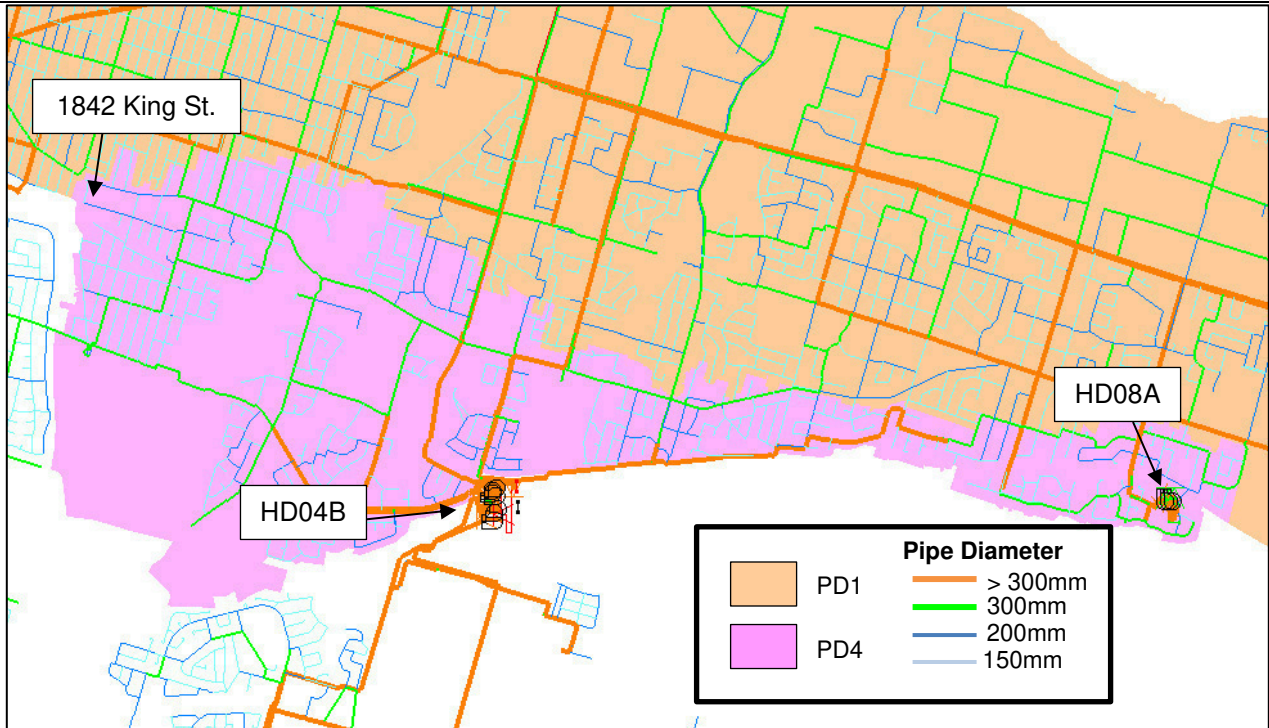 1842 King St.
HD08A
HD04B
Pipe Diameter
PD1
> 300mm
300mm
PD4
200mm
150mm